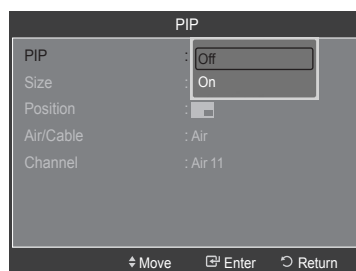 PIP
PIP : Off
Size : On
Position :
Air/Cable : Air
Channel : Air 11
Move Enter Return